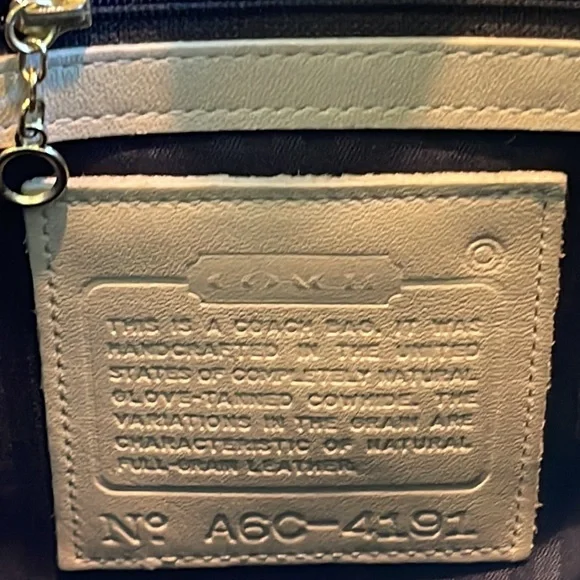 ©
COACH
THIS IS A COACH BAG. IT WAS
HANDCRAFTED IN THE UNITED
STATES OF COMPLETELY NATURAL
GLOVE-TANNED COWHIDE. THE
VARIATIONS IN THE GRAIN ARE
CHARACTERISTIC OF NATURAL
FULL-GRAIN LEATHER.
Nº A6C-4191